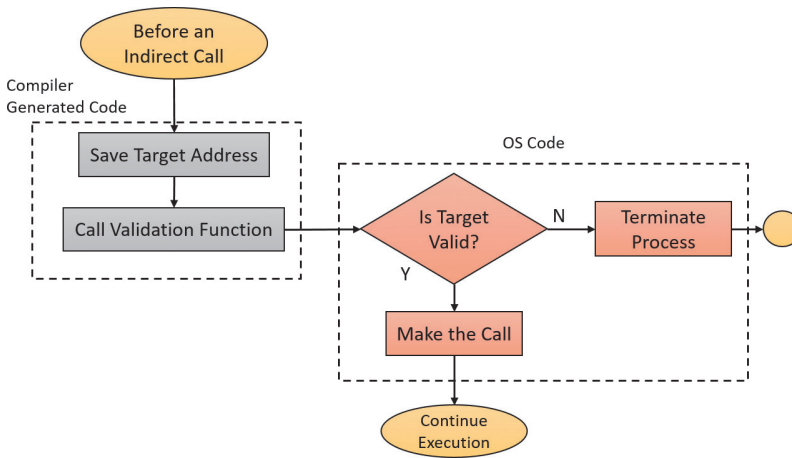 Before an
Indirect Call
Compiler
Generated Code
Save Target Address
Call Validation Function
OS Code
Is Target
Valid?
N
Terminate
Process
Y
Make the Call
Continue
Execution